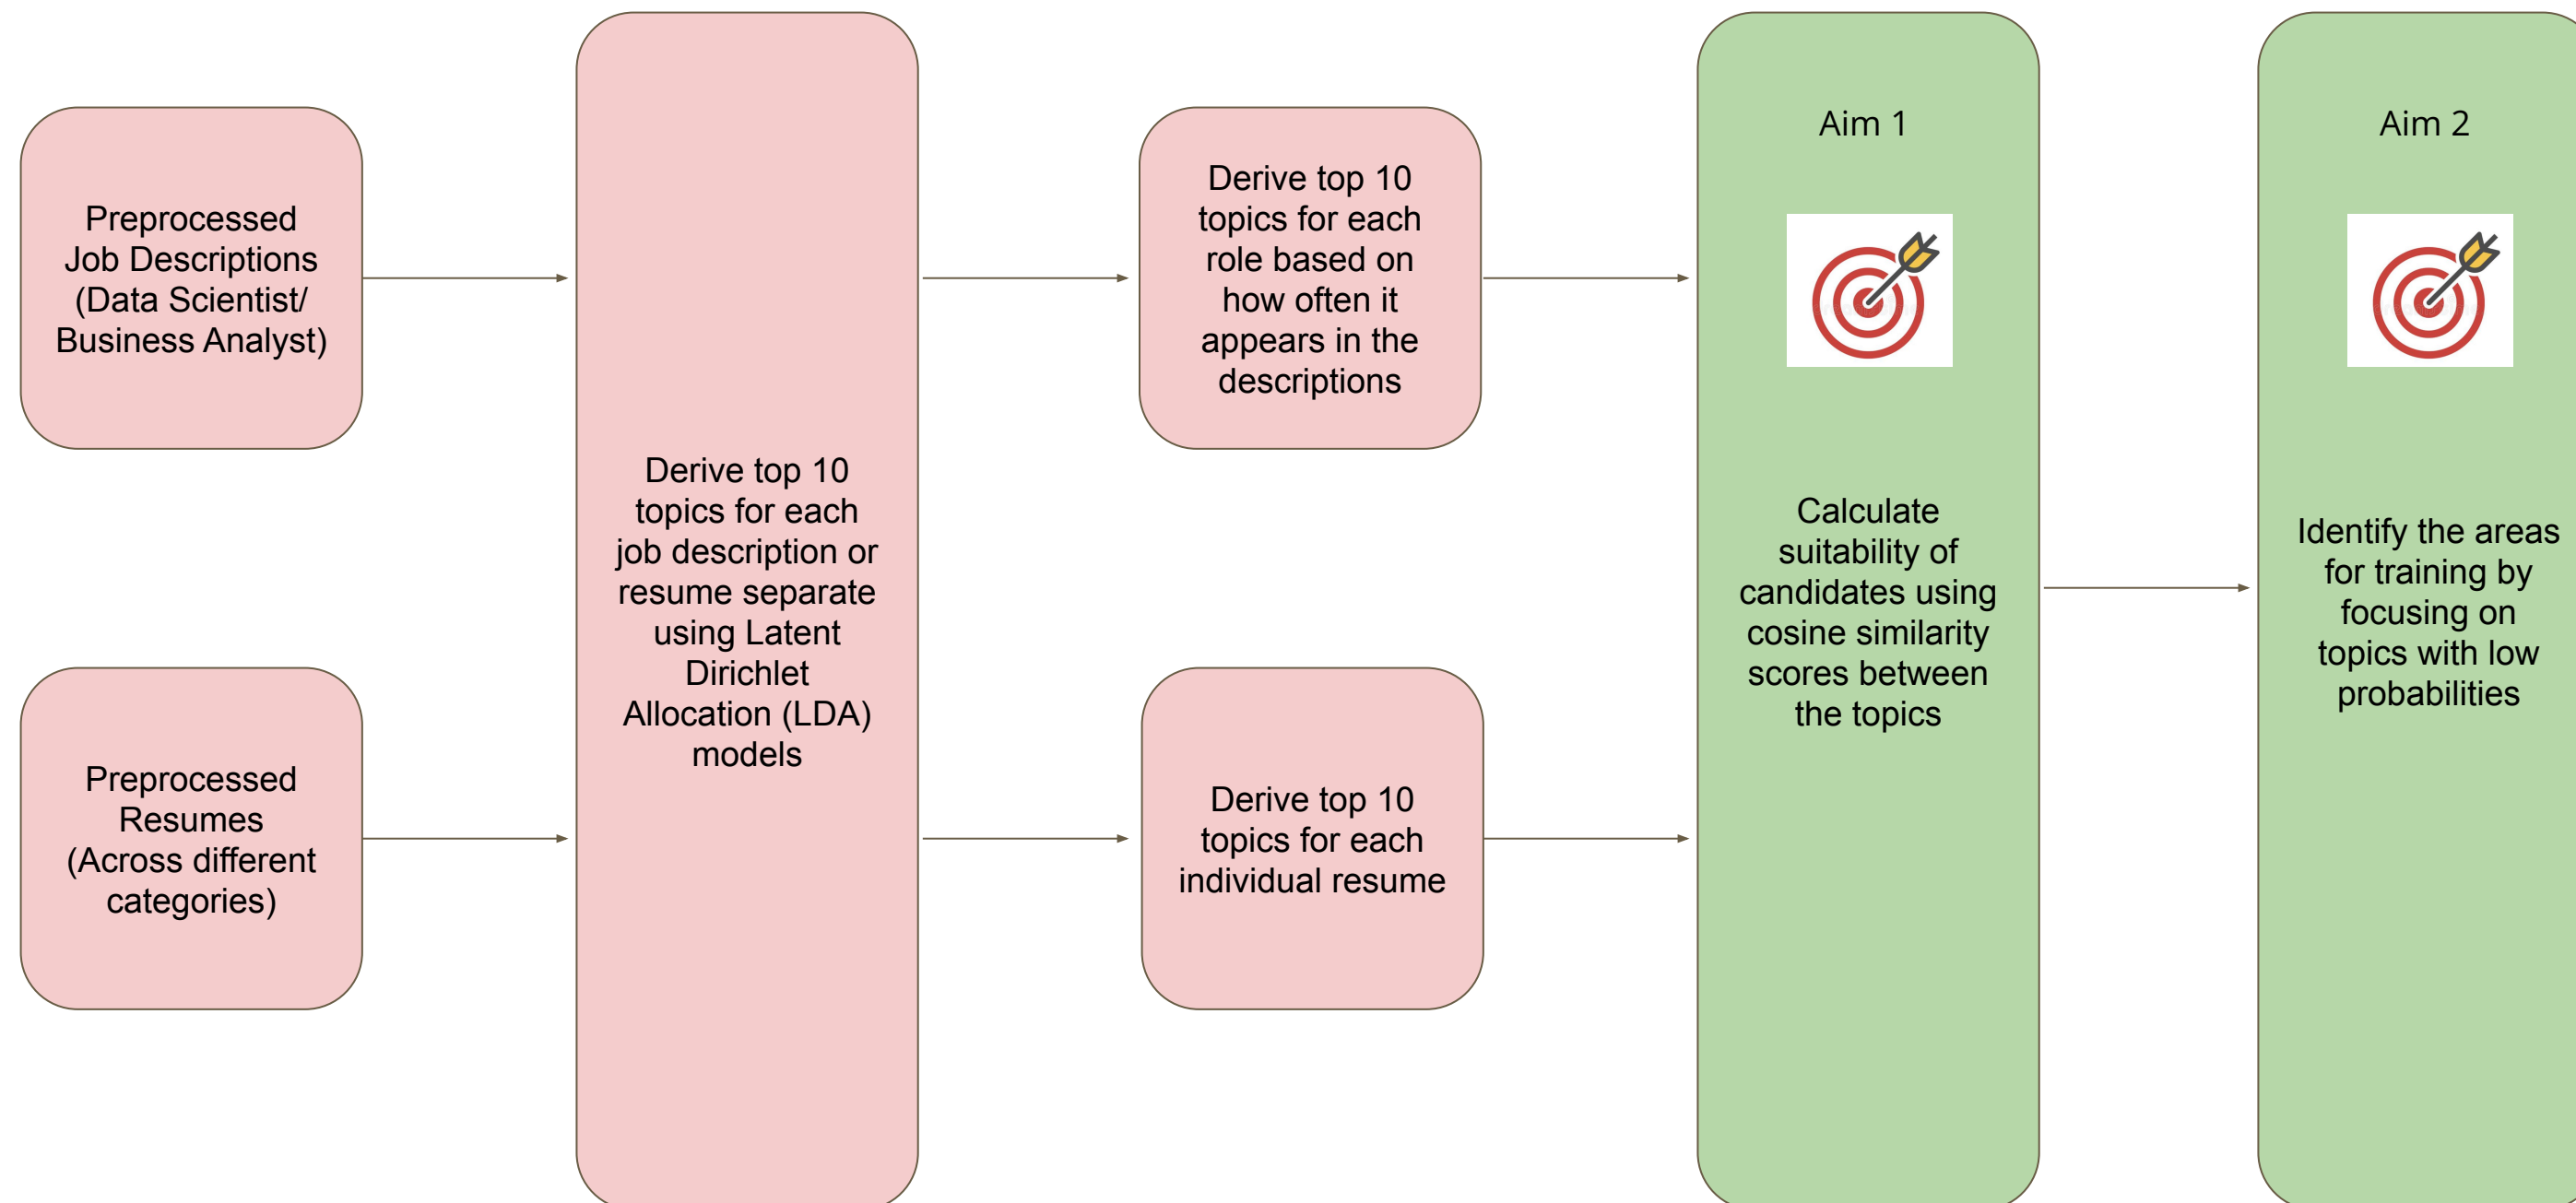 Preprocessed
Job Descriptions
(Data Scientist/
Business Analyst)
Preprocessed
Resumes
(Across different
categories)
Derive top 10
topics for each
job description or
resume separate
using Latent
Dirichlet
Allocation (LDA)
models
Derive top 10
topics for each
role based on
how often it
appears in the
descriptions
Derive top 10
topics for each
individual resume
Aim 1
Calculate
suitability of
candidates using
cosine similarity
scores between
the topics
Aim 2
Identify the areas
for training by
focusing on
topics with low
probabilities